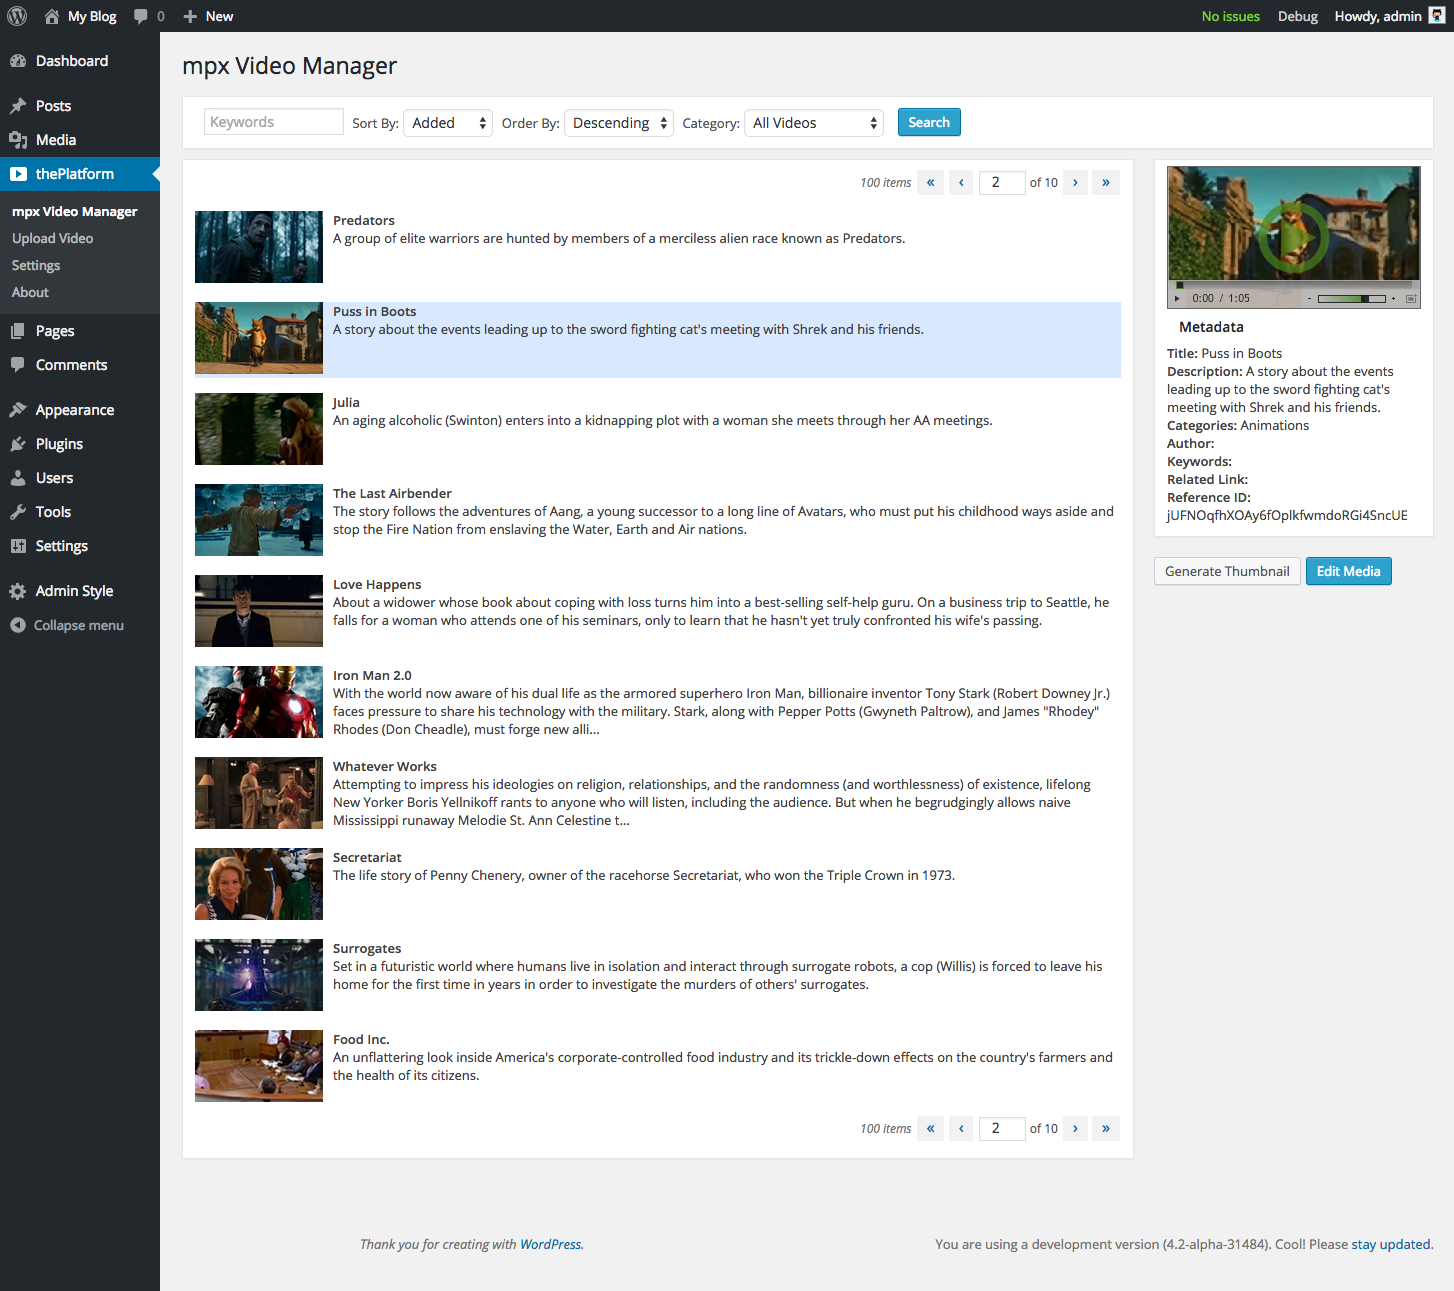 My Blog 0 New No issues Debug Howdy, admin
Dashboard
Posts
Media
thePlatform
mpx Video Manager
Upload Video
Settings
About
Pages
Comments
Appearance
Plugins
Users
Tools
Settings
Admin Style
Collapse menu
mpx Video Manager
Keywords Sort By: Added Order By: Descending Category: All Videos Search
100 items « ‹ 2 of 10 › »
Predators
A group of elite warriors are hunted by members of a merciless alien race known as Predators.
Puss in Boots
A story about the events leading up to the sword fighting cat's meeting with Shrek and his friends.
Julia
An aging alcoholic (Swinton) enters into a kidnapping plot with a woman she meets through her AA meetings.
The Last Airbender
The story follows the adventures of Aang, a young successor to a long line of Avatars, who must put his childhood ways aside and
stop the Fire Nation from enslaving the Water, Earth and Air nations.
Love Happens
About a widower whose book about coping with loss turns him into a best-selling self-help guru. On a business trip to Seattle, he
falls for a woman who attends one of his seminars, only to learn that he hasn't yet truly confronted his wife's passing.
Iron Man 2.0
With the world now aware of his dual life as the armored superhero Iron Man, billionaire inventor Tony Stark (Robert Downey Jr.)
faces pressure to share his technology with the military. Stark, along with Pepper Potts (Gwyneth Paltrow), and James "Rhodey"
Rhodes (Don Cheadle), must forge new alli...
Whatever Works
Attempting to impress his ideologies on religion, relationships, and the randomness (and worthlessness) of existence, lifelong
New Yorker Boris Yellnikoff rants to anyone who will listen, including the audience. But when he begrudgingly allows naive
Mississippi runaway Melodie St. Ann Celestine t...
Secretariat
The life story of Penny Chenery, owner of the racehorse Secretariat, who won the Triple Crown in 1973.
Surrogates
Set in a futuristic world where humans live in isolation and interact through surrogate robots, a cop (Willis) is forced to leave his
home for the first time in years in order to investigate the murders of others' surrogates.
Food Inc.
An unflattering look inside America's corporate-controlled food industry and its trickle-down effects on the country's farmers and
the health of its citizens.
100 items « ‹ 2 of 10 › »
0:00 / 1:05 - +
Metadata
Title: Puss in Boots
Description: A story about the events
leading up to the sword fighting cat's
meeting with Shrek and his friends.
Categories: Animations
Author:
Keywords:
Related Link:
Reference ID:
jUFNOqfhXOAy6fOplkfwmdoRGi4SncUE
Generate Thumbnail Edit Media
Thank you for creating with WordPress.
You are using a development version (4.2-alpha-31484). Cool! Please stay updated.